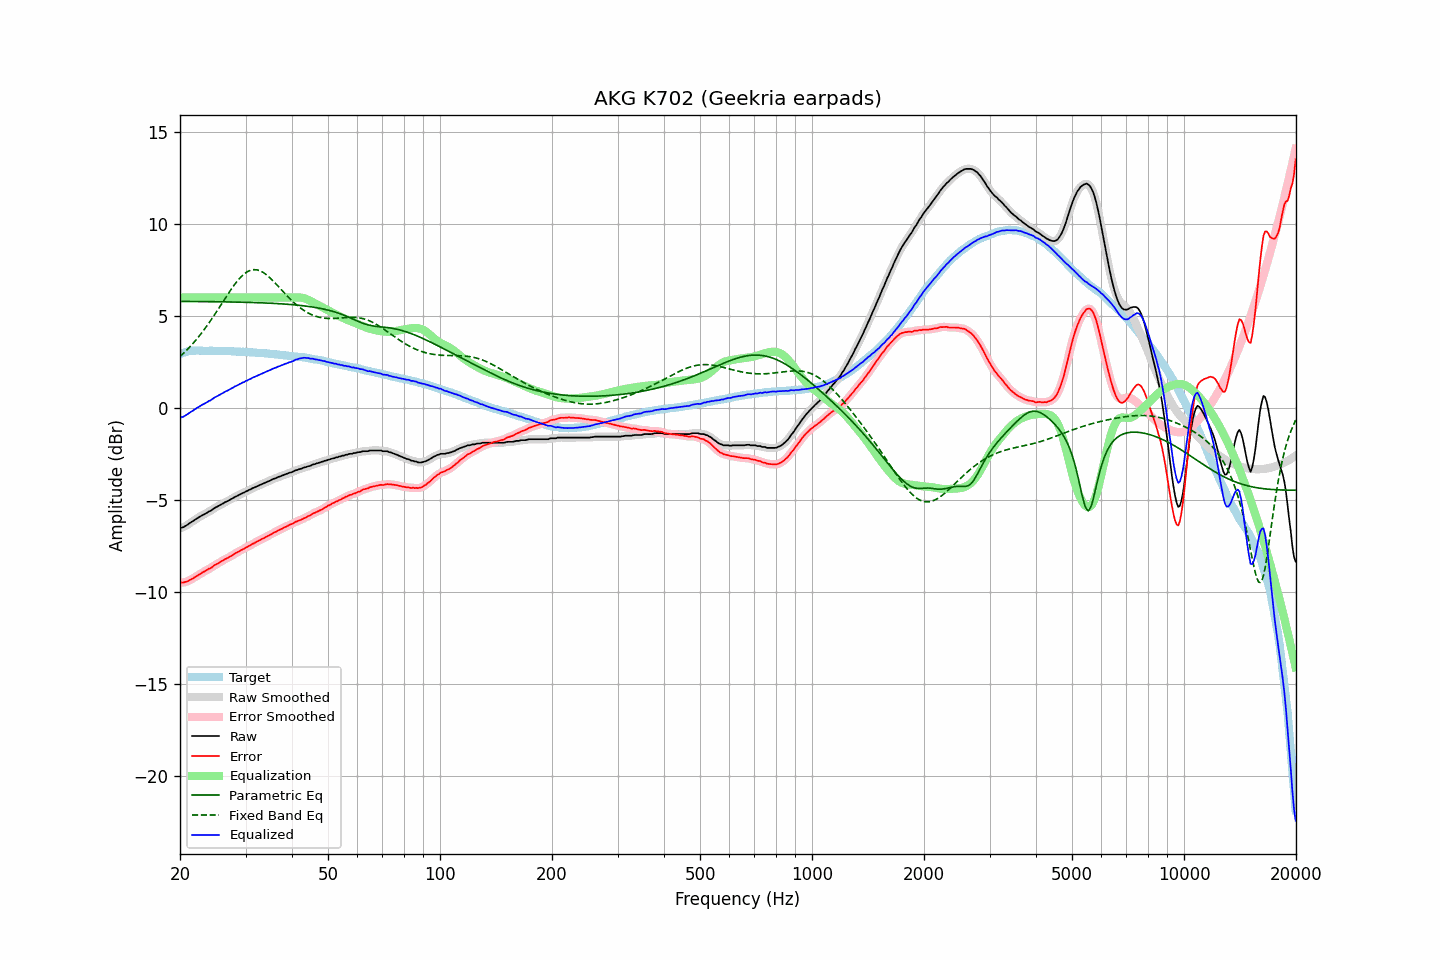 AKG K702 (Geekria earpads)
15
10
5
0
−5
−10
−15
−20
Amplitude (dBr)
Target
Raw Smoothed
Error Smoothed
Raw
Error
Equalization
Parametric Eq
Fixed Band Eq
Equalized
20 50 100 200 500 1000 2000 5000 10000 20000
Frequency (Hz)